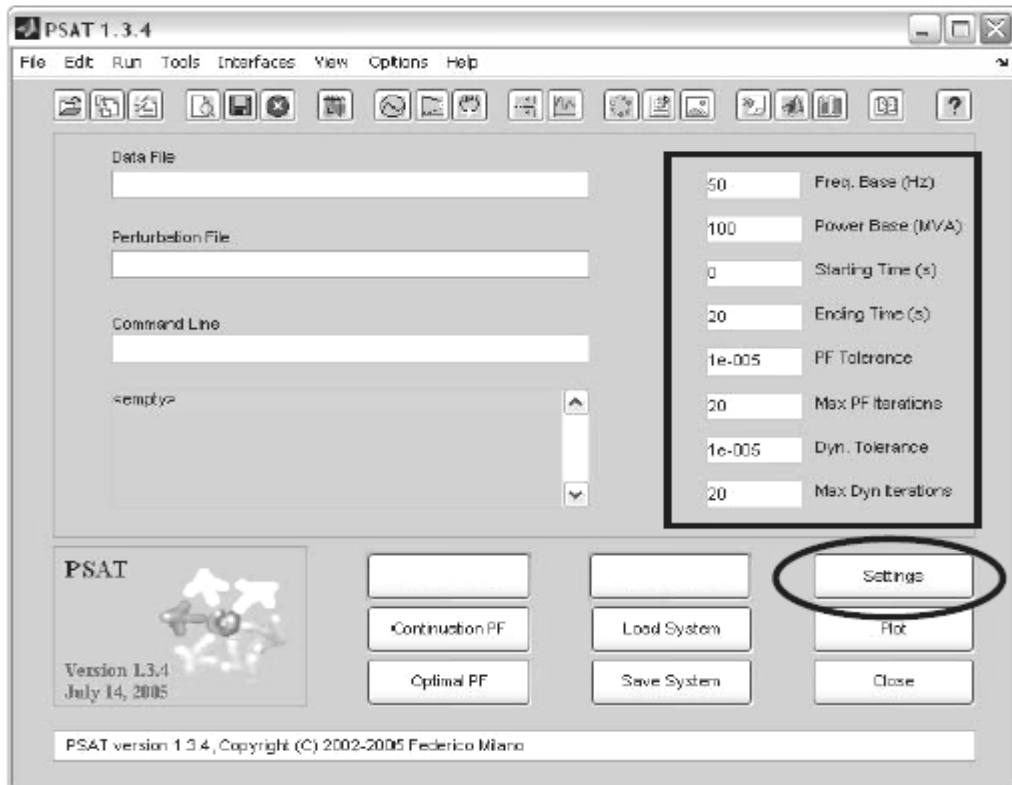 PSAT 1.3.4
File Edit Run Tools Interfaces View Options Help
Data File
50 Freq. Base (Hz)
100 Power Base (MVA)
Perturbation File
0 Starting Time (s)
20 Ending Time (s)
Command Line
1e-005 PF Tolerance
<empty>
20 Max PF Iterations
1e-005 Dyn. Tolerance
20 Max Dyn Iterations
PSAT
Settings
Continuation PF Load System Plot
Version 1.3.4
July 14, 2005
Optimal PF Save System Close
PSAT version 1.3.4, Copyright (C) 2002-2005 Federico Milano